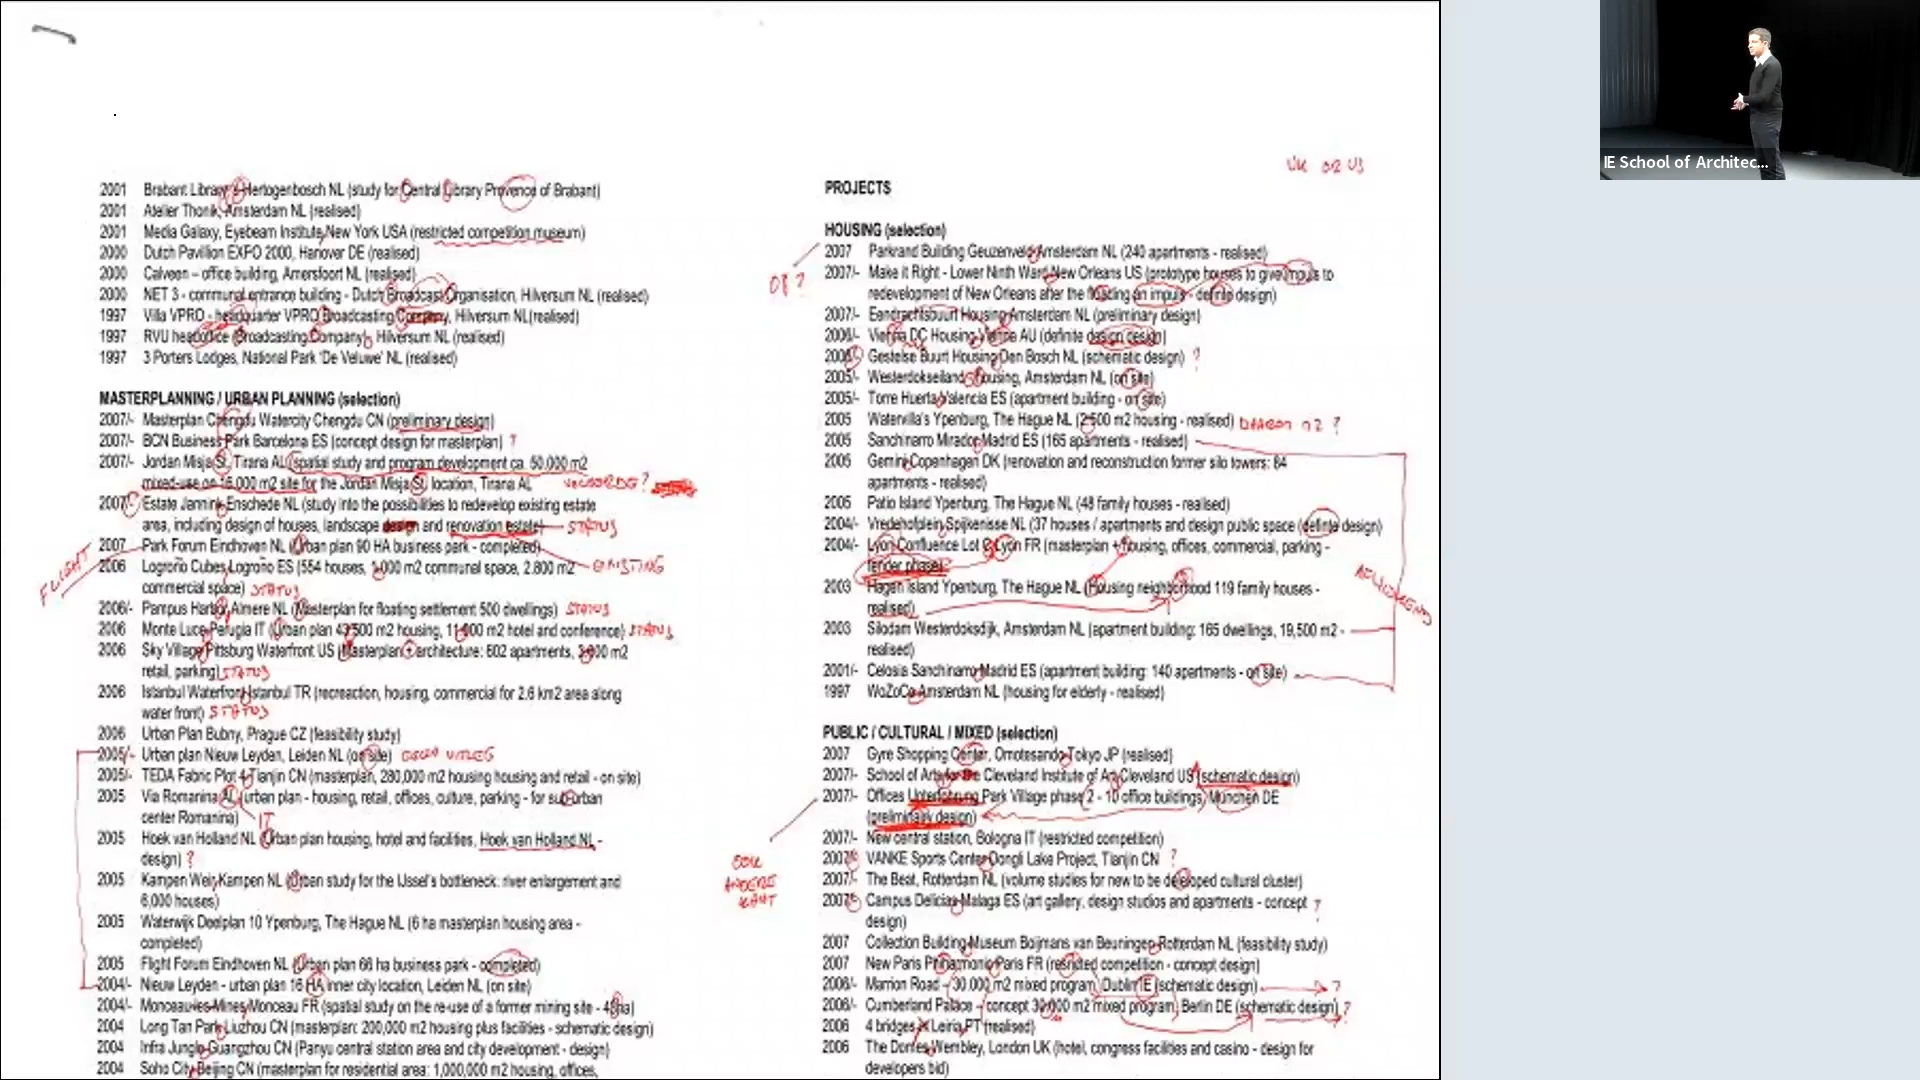 2001 Brabant Library 's-Hertogenbosch NL (study for Central Library Provence of Brabant)
2001 Atelier Thonik, Amsterdam NL (realised)
2001 Media Galaxy, Eyebeam Institute, New York USA (restricted competition museum)
2000 Dutch Pavilion EXPO 2000, Hanover DE (realised)
2000 Calveen – office building, Amersfoort NL (realised)
2000 NET 3 - communal entrance building - Dutch Broadcast Organisation, Hilversum NL (realised)
1997 Villa VPRO - headquarter VPRO Broadcasting Company, Hilversum NL(realised)
1997 RVU headoffice (Broadcasting Company), Hilversum NL (realised)
1997 3 Porters Lodges, National Park 'De Veluwe' NL (realised)
MASTERPLANNING / URBAN PLANNING (selection)
2007/- Masterplan Chengdu Watercity Chengdu CN (preliminary design)
2007/- BCN Business Park Barcelona ES (concept design for masterplan) ?
2007/- Jordan Misja St, Tirana AL (spatial study and program development ca. 50,000 m2
mixed-use on 16,000 m2 site for the Jordan Misja St. location, Tirana AL
2007/- Estate Jannink Enschede NL (study into the possibilities to redevelop existing estate
area, including design of houses, landscape design and renovation estate) STATUS
FLIGHT
2007 Park Forum Eindhoven NL (Urban plan 90 HA business park - completed)
2006 Logroño Cubes Logroño ES (554 houses, 1,000 m2 communal space, 2,800 m2 EXISTING
commercial space) STATUS
2006/- Pampus Harbor, Almere NL (Masterplan for floating settlement 500 dwellings) STATUS
2006 Monte Luce Perugia IT (Urban plan 43,500 m2 housing, 11,000 m2 hotel and conference) STATUS
2006 Sky Village Pittsburg Waterfront US (Masterplan + architecture: 602 apartments, m2
retail, parking) STATUS
2006 Istanbul Waterfront Istanbul TR (recreaction, housing, commercial for 2.6 km2 area along
water front) STATUS
2006 Urban Plan Bubny, Prague CZ (feasibility study)
2005/- Urban plan Nieuw Leyden, Leiden NL (on site)
2005/- TEDA Fabric Plot 4 Tianjin CN (masterplan, 280,000 m2 housing housing and retail - on site)
2005 Via Romanina AL (urban plan - housing, retail, offices, culture, parking - for sub-urban
center Romanina) IT
2005 Hoek van Holland NL (Urban plan housing, hotel and facilities, Hoek van Holland NL -
design) ?
2005 Kampen Weir, Kampen NL (Urban study for the IJssel's bottleneck: river enlargement and
6,000 houses)
2005 Waterwijk Deelplan 10 Ypenburg, The Hague NL (6 ha masterplan housing area -
completed)
2005 Flight Forum Eindhoven NL (Urban plan 66 ha business park - completed)
2004/- Nieuw Leyden - urban plan 16 HA inner city location, Leiden NL (on site)
2004/- Monceau-les-Mines, Monceau FR (spatial study on the re-use of a former mining site - ha)
2004 Long Tan Park Liuzhou CN (masterplan: 200,000 m2 housing plus facilities - schematic design)
2004 Infra Jungle Guangzhou CN (Panyu central station area and city development - design)
2004 Soho City Beijing CN (masterplan for residential area: 1,000,000 m2 housing, offices,
UK OR US
PROJECTS
HOUSING (selection)
OF?
2007 Parkrand Building Geuzenveld Amsterdam NL (240 apartments - realised)
2007/- Make it Right - Lower Ninth Ward New Orleans US (prototype houses to give impuls to
redevelopment of New Orleans after the flooding an impuls - definite design)
2007/- Eendrachtsbuurt Housing Amsterdam NL (preliminary design)
2006/- Vienna DC Housing Vienna AU (definite design design)
2006 Gestelse Buurt Housing Den Bosch NL (schematic design) ?
2005/- Westerdokseiland housing, Amsterdam NL (on site)
2005/- Torre Huerta Valencia ES (apartment building - on site)
2005 Watervilla's Ypenburg, The Hague NL (2,500 m2 housing - realised)
2005 Sanchinarro Mirador Madrid ES (165 apartments - realised)
2005 Gemini Copenhagen DK (renovation and reconstruction former silo towers: 84
apartments - realised)
2005 Patio Island Ypenburg, The Hague NL (48 family houses - realised)
2004/- Vredehofplein Spijkenisse NL (37 houses / apartments and design public space (definte design)
2004/- Lyon Confluence Lot C Lyon FR (masterplan + housing, offices, commercial, parking -
tender phase)
2003 Hagen Island Ypenburg, The Hague NL (Housing neighborhood 119 family houses -
realised)
2003 Silodam Westerdoksdijk, Amsterdam NL (apartment building: 165 dwellings, 19,500 m2 -
realised)
2001/- Celosia Sanchinarro Madrid ES (apartment building: 140 apartments - on site)
1997 WoZoCo Amsterdam NL (housing for elderly - realised)
PUBLIC / CULTURAL / MIXED (selection)
2007 Gyre Shopping Center, Omotesando Tokyo JP (realised)
2007/- School of Arts for the Cleveland Institute of Art Cleveland US (schematic design)
2007/- Offices Unterfohrung Park Village phase 2 - 10 office buildings, Munchen DE
(preliminary design)
2007/- New central station, Bologna IT (restricted competition)
OOK
ANDERE
KANT
2007 VANKE Sports Center Dongli Lake Project, Tianjin CN ?
2007/- The Beat, Rotterdam NL (volume studies for new to be developed cultural cluster)
2007 Campus Delicias Malaga ES (art gallery, design studios and apartments - concept ?
design)
2007 Collection Building Museum Boijmans van Beuningen Rotterdam NL (feasibility study)
2007 New Paris Philharmonic Paris FR (resricted competition - concept design)
2006/- Marrion Road - 30.000 m2 mixed program, Dublin IE (schematic design) ?
2006/- Cumberland Palace - concept m2 mixed program, Berlin DE (schematic design) ?
2006 4 bridges Leiria PT (realised)
2006 The Domes Wembley, London UK (hotel, congress facilities and casino - design for
developers bid)
IE School of Architec...